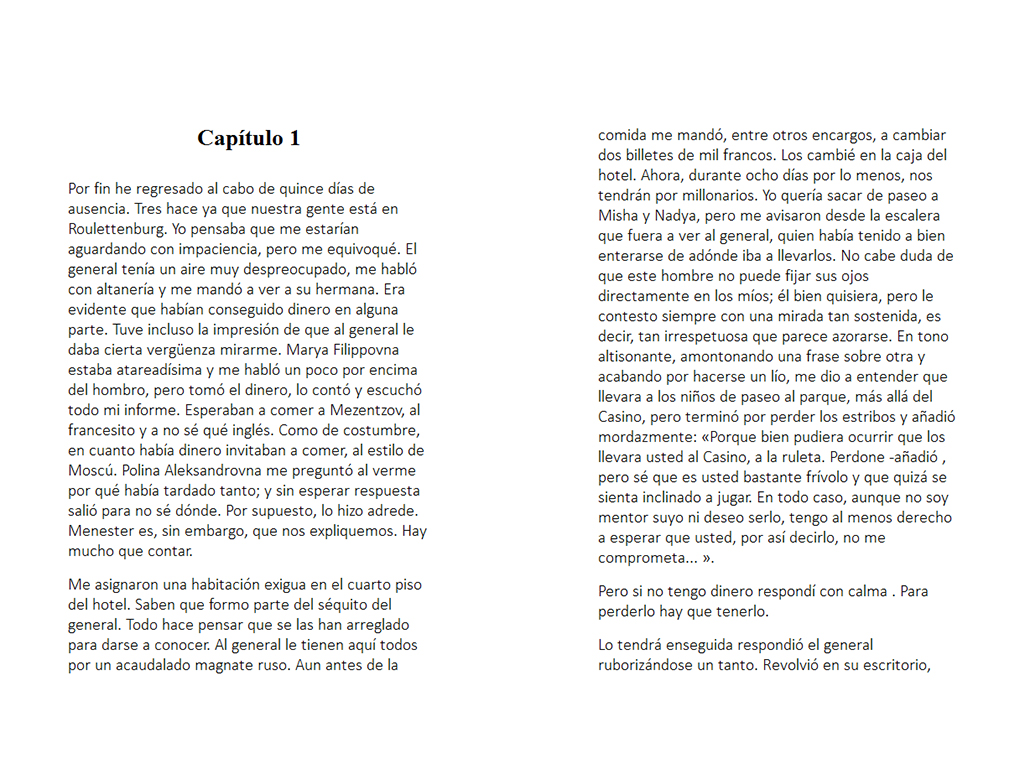 Capítulo 1
Por fin he regresado al cabo de quince días de
ausencia. Tres hace ya que nuestra gente está en
Roulettenburg. Yo pensaba que me estarían
aguardando con impaciencia, pero me equivoqué. El
general tenía un aire muy despreocupado, me habló
con altanería y me mandó a ver a su hermana. Era
evidente que habían conseguido dinero en alguna
parte. Tuve incluso la impresión de que al general le
daba cierta vergüenza mirarme. Marya Filippovna
estaba atareadísima y me habló un poco por encima
del hombro, pero tomó el dinero, lo contó y escuchó
todo mi informe. Esperaban a comer a Mezentzov, al
francesito y a no sé qué inglés. Como de costumbre,
en cuanto había dinero invitaban a comer, al estilo de
Moscú. Polina Aleksandrovna me preguntó al verme
por qué había tardado tanto; y sin esperar respuesta
salió para no sé dónde. Por supuesto, lo hizo adrede.
Menester es, sin embargo, que nos expliquemos. Hay
mucho que contar.
Me asignaron una habitación exigua en el cuarto piso
del hotel. Saben que formo parte del séquito del
general. Todo hace pensar que se las han arreglado
para darse a conocer. Al general le tienen aquí todos
por un acaudalado magnate ruso. Aun antes de la
comida me mandó, entre otros encargos, a cambiar
dos billetes de mil francos. Los cambié en la caja del
hotel. Ahora, durante ocho días por lo menos, nos
tendrán por millonarios. Yo quería sacar de paseo a
Misha y Nadya, pero me avisaron desde la escalera
que fuera a ver al general, quien había tenido a bien
enterarse de adónde iba a llevarlos. No cabe duda de
que este hombre no puede fijar sus ojos
directamente en los míos; él bien quisiera, pero le
contesto siempre con una mirada tan sostenida, es
decir, tan irrespetuosa que parece azorarse. En tono
altisonante, amontonando una frase sobre otra y
acabando por hacerse un lío, me dio a entender que
llevara a los niños de paseo al parque, más allá del
Casino, pero terminó por perder los estribos y añadió
mordazmente: «Porque bien pudiera ocurrir que los
llevara usted al Casino, a la ruleta. Perdone -añadió ,
pero sé que es usted bastante frívolo y que quizá se
sienta inclinado a jugar. En todo caso, aunque no soy
mentor suyo ni deseo serlo, tengo al menos derecho
a esperar que usted, por así decirlo, no me
comprometa... ».
Pero si no tengo dinero respondí con calma . Para
perderlo hay que tenerlo.
Lo tendrá enseguida respondió el general
ruborizándose un tanto. Revolvió en su escritorio,